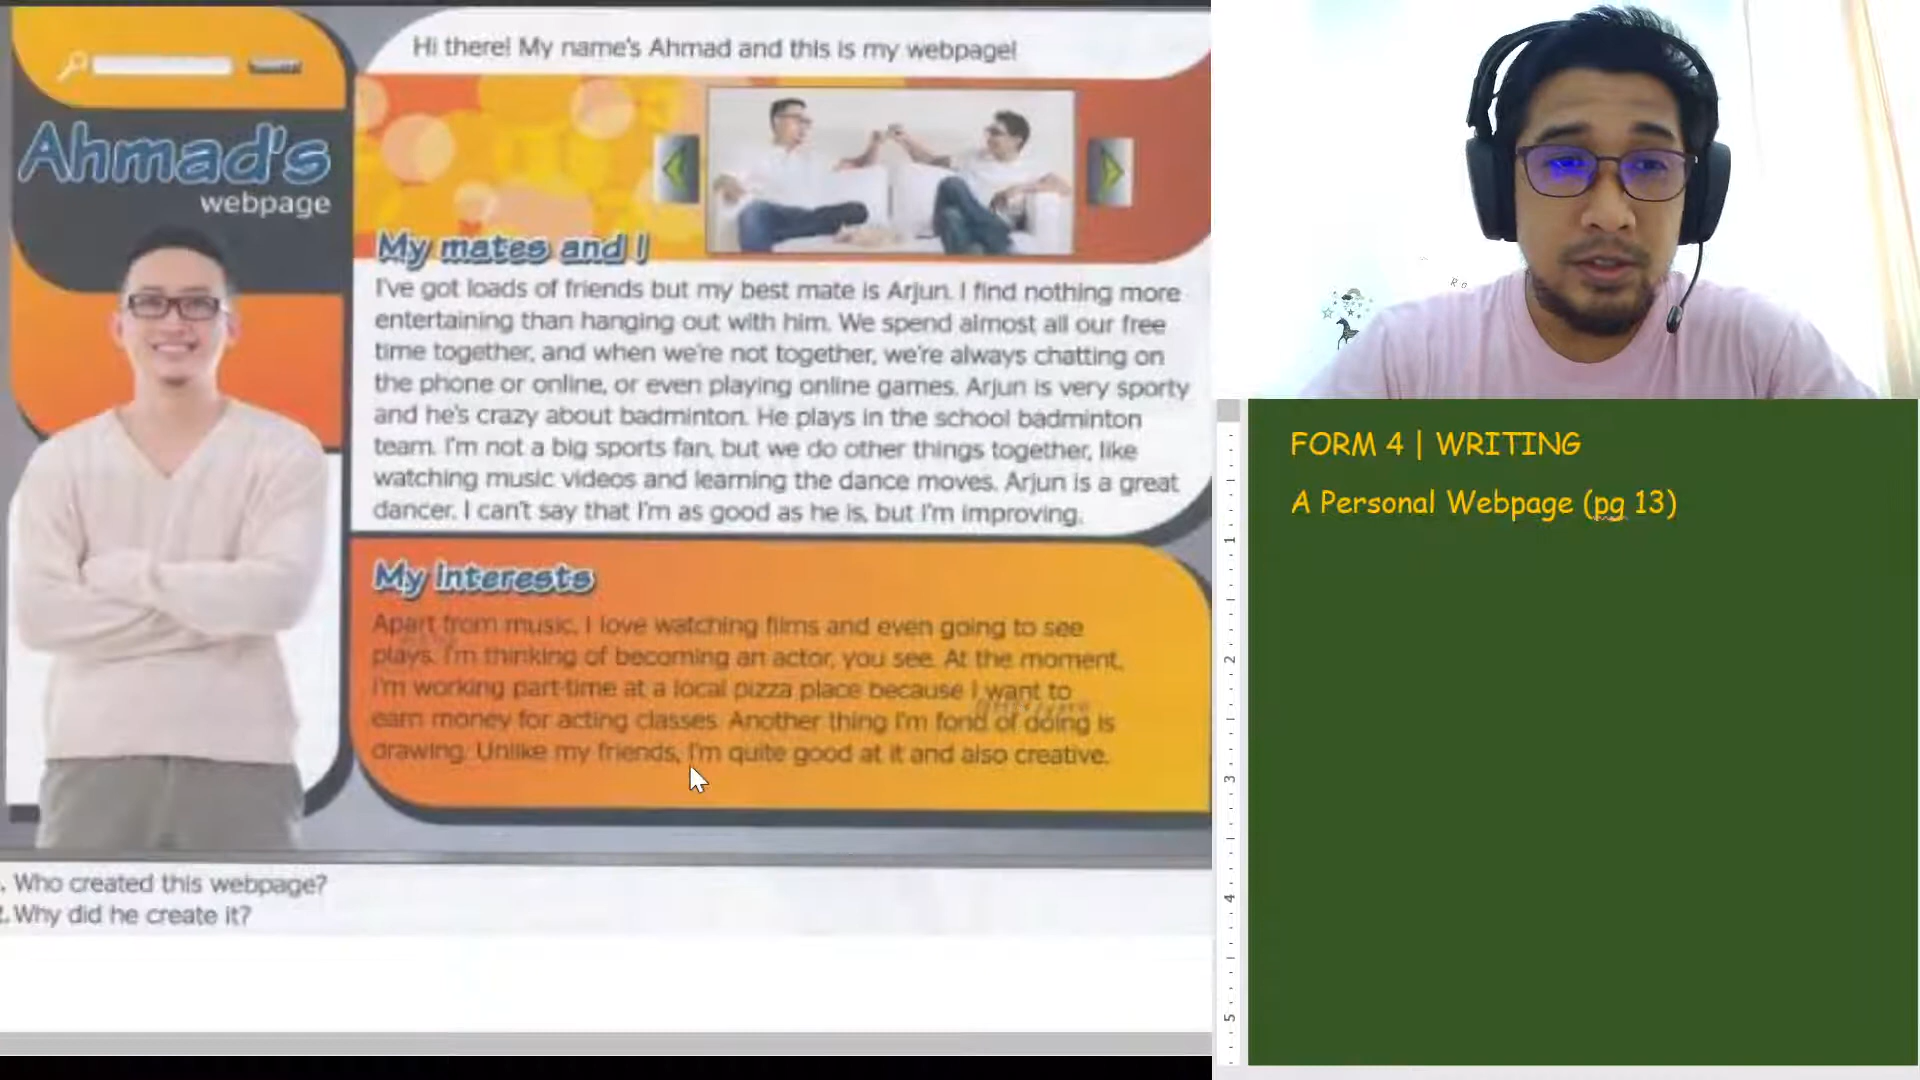 Hi there! My name's Ahmad and this is my webpage!
Ahmad's
webpage
My mates and I
I've got loads of friends but my best mate is Arjun. I find nothing more
entertaining than hanging out with him. We spend almost all our free
time together, and when we're not together, we're always chatting on
the phone or online, or even playing online games. Arjun is very sporty
and he's crazy about badminton. He plays in the school badminton
team. I'm not a big sports fan, but we do other things together, like
watching music videos and learning the dance moves. Arjun is a great
dancer. I can't say that I'm as good as he is, but I'm improving.
My interests
Apart from music, I love watching films and even going to see
plays. I'm thinking of becoming an actor, you see. At the moment,
I'm working part-time at a local pizza place because I want to
earn money for acting classes. Another thing I'm fond of doing is
drawing. Unlike my friends, I'm quite good at it and also creative.
. Who created this webpage?
. Why did he create it?
FORM 4 | WRITING
A Personal Webpage (pg 13)
1
2
3
4
5